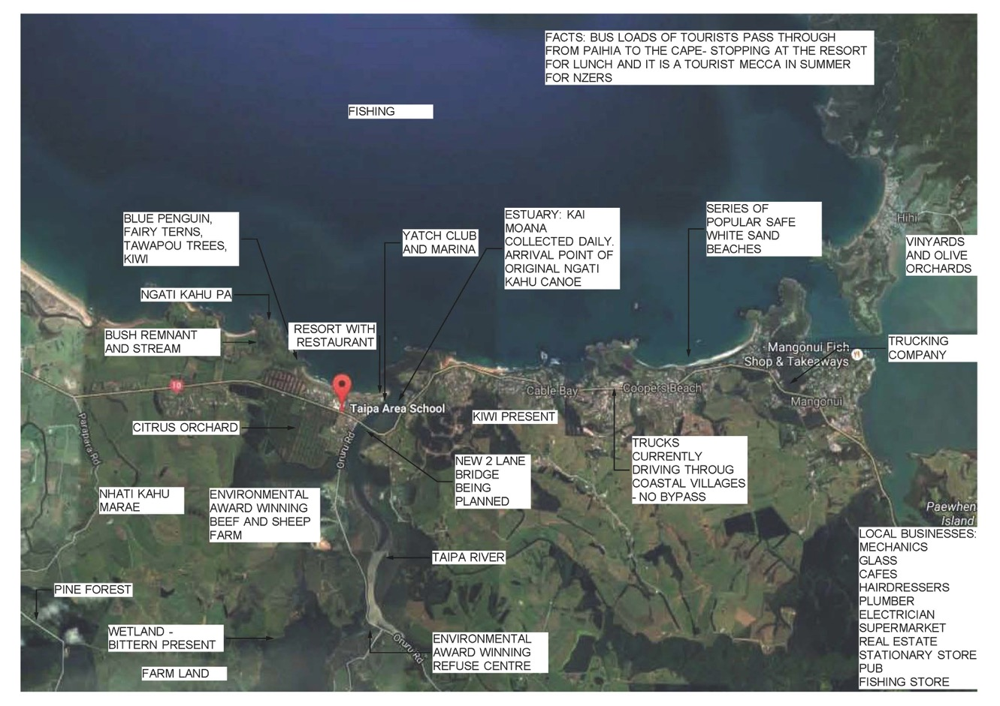 FACTS: BUS LOADS OF TOURISTS PASS THROUGH
FROM PAIHIA TO THE CAPE- STOPPING AT THE RESORT
FOR LUNCH AND IT IS A TOURIST MECCA IN SUMMER
FOR NZERS
FISHING
BLUE PENGUIN,
FAIRY TERNS,
TAWAPOU TREES,
KIWI
YATCH CLUB
AND MARINA
ESTUARY: KAI
MOANA
COLLECTED DAILY.
ARRIVAL POINT OF
ORIGINAL NGATI
KAHU CANOE
SERIES OF
POPULAR SAFE
WHITE SAND
BEACHES
Hihi
VINYARDS
AND OLIVE
ORCHARDS
NGATI KAHU PA
BUSH REMNANT
AND STREAM
RESORT WITH
RESTAURANT
Mangonui Fish
Shop & Takeaways
TRUCKING
COMPANY
10
Taipa Area School
Cable Bay
Coopers Beach
Mangonui
KIWI PRESENT
CITRUS ORCHARD
Parapara Rd
Oruru Rd
NEW 2 LANE
BRIDGE
BEING
PLANNED
TRUCKS
CURRENTLY
DRIVING THROUG
COASTAL VILLAGES
- NO BYPASS
NHATI KAHU
MARAE
ENVIRONMENTAL
AWARD WINNING
BEEF AND SHEEP
FARM
Paewhen
Island
TAIPA RIVER
LOCAL BUSINESSES:
MECHANICS
GLASS
CAFES
HAIRDRESSERS
PLUMBER
ELECTRICIAN
SUPERMARKET
REAL ESTATE
STATIONARY STORE
PUB
FISHING STORE
PINE FOREST
WETLAND -
BITTERN PRESENT
ENVIRONMENTAL
AWARD WINNING
REFUSE CENTRE
Oruru Rd
FARM LAND